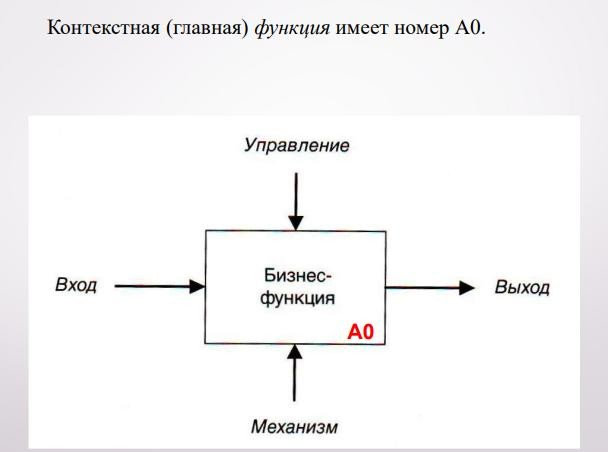 Контекстная (главная) функция имеет номер А0.
Управление
Вход
Бизнес-
функция
Выход
А0
Механизм